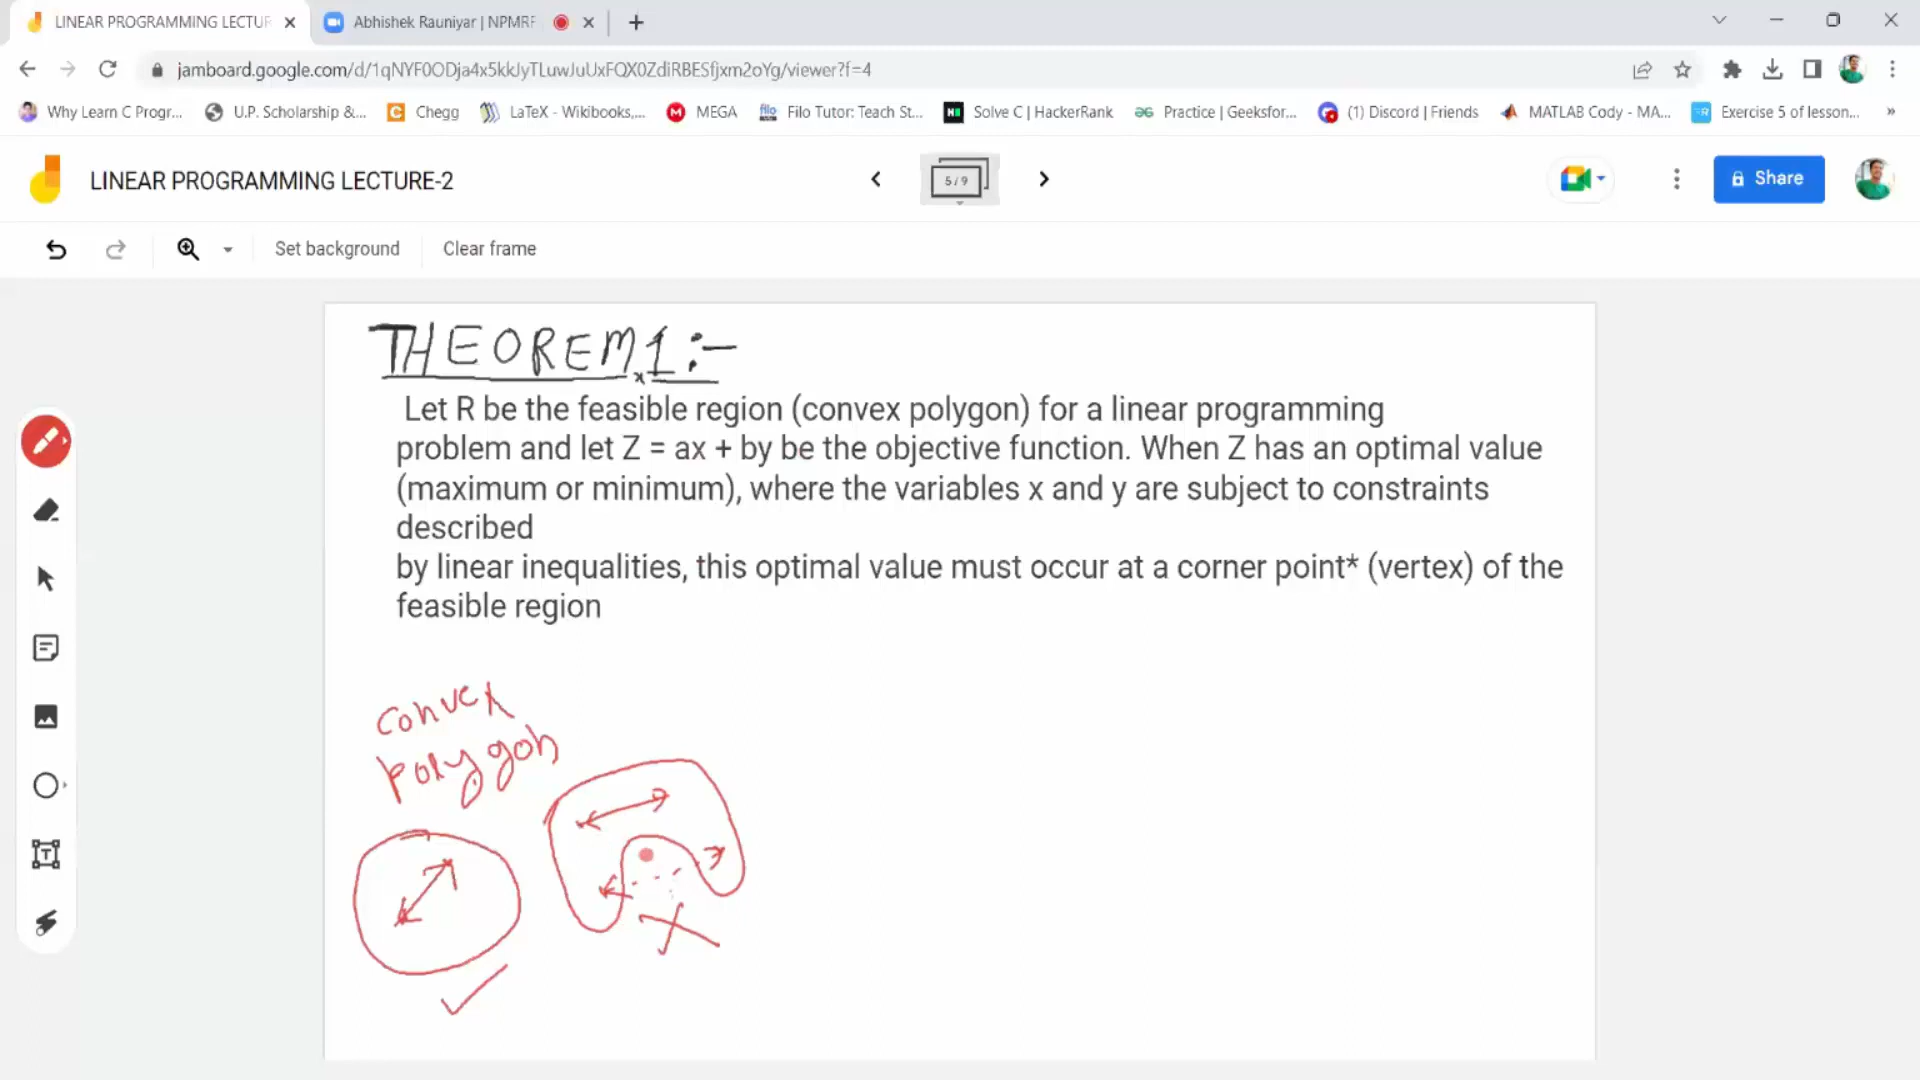 LINEAR PROGRAMMING LECTUR
Abhishek Rauniyar | NPMRF
jamboard.google.com/d/1qNYF0ODja4x5kkJyTLuwJuUxFQX0ZdiRBESfjxm2oYg/viewer?f=4
Why Learn C Progr...
U.P. Scholarship &...
Chegg
LaTeX - Wikibooks,...
MEGA
Filo Tutor: Teach St...
Solve C | HackerRank
Practice | Geeksfor...
(1) Discord | Friends
MATLAB Cody - MA...
Exercise 5 of lesson...
LINEAR PROGRAMMING LECTURE-2
5/9
Share
Set background
Clear frame
THEOREM 1 :-
Let R be the feasible region (convex polygon) for a linear programming
problem and let Z = ax + by be the objective function. When Z has an optimal value
(maximum or minimum), where the variables x and y are subject to constraints
described
by linear inequalities, this optimal value must occur at a corner point* (vertex) of the
feasible region
convex
polygon